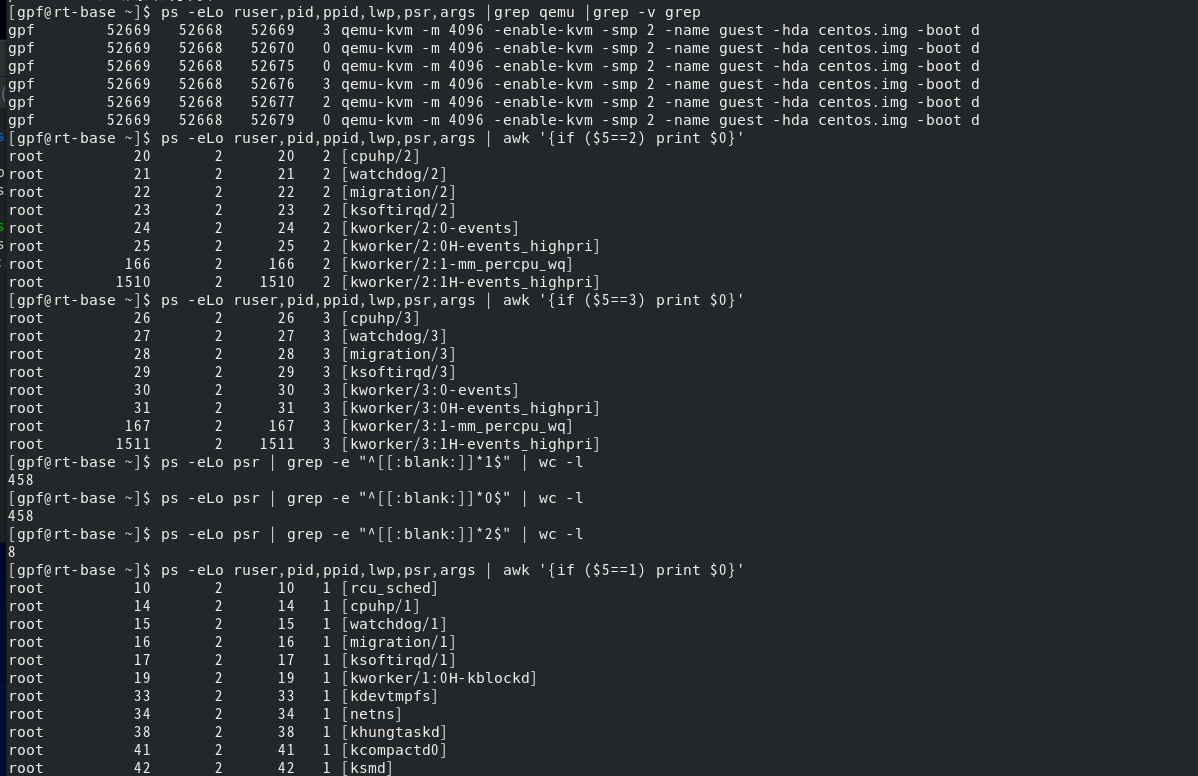 [gpf@rt-base ~]$ ps -eLo ruser,pid,ppid,lwp,psr,args |grep qemu |grep -v grep
gpf 52669 52668 52669 3 qemu-kvm -m 4096 -enable-kvm -smp 2 -name guest -hda centos.img -boot d
gpf 52669 52668 52670 0 qemu-kvm -m 4096 -enable-kvm -smp 2 -name guest -hda centos.img -boot d
gpf 52669 52668 52675 0 qemu-kvm -m 4096 -enable-kvm -smp 2 -name guest -hda centos.img -boot d
gpf 52669 52668 52676 3 qemu-kvm -m 4096 -enable-kvm -smp 2 -name guest -hda centos.img -boot d
gpf 52669 52668 52677 2 qemu-kvm -m 4096 -enable-kvm -smp 2 -name guest -hda centos.img -boot d
gpf 52669 52668 52679 0 qemu-kvm -m 4096 -enable-kvm -smp 2 -name guest -hda centos.img -boot d
[gpf@rt-base ~]$ ps -eLo ruser,pid,ppid,lwp,psr,args | awk '{if ($5==2) print $0}'
root 20 2 20 2 [cpuhp/2]
root 21 2 21 2 [watchdog/2]
root 22 2 22 2 [migration/2]
root 23 2 23 2 [ksoftirqd/2]
root 24 2 24 2 [kworker/2:0-events]
root 25 2 25 2 [kworker/2:0H-events_highpri]
root 166 2 166 2 [kworker/2:1-mm_percpu_wq]
root 1510 2 1510 2 [kworker/2:1H-events_highpri]
[gpf@rt-base ~]$ ps -eLo ruser,pid,ppid,lwp,psr,args | awk '{if ($5==3) print $0}'
root 26 2 26 3 [cpuhp/3]
root 27 2 27 3 [watchdog/3]
root 28 2 28 3 [migration/3]
root 29 2 29 3 [ksoftirqd/3]
root 30 2 30 3 [kworker/3:0-events]
root 31 2 31 3 [kworker/3:0H-events_highpri]
root 167 2 167 3 [kworker/3:1-mm_percpu_wq]
root 1511 2 1511 3 [kworker/3:1H-events_highpri]
[gpf@rt-base ~]$ ps -eLo psr | grep -e "^[[:blank:]]*1$" | wc -l
458
[gpf@rt-base ~]$ ps -eLo psr | grep -e "^[[:blank:]]*0$" | wc -l
458
[gpf@rt-base ~]$ ps -eLo psr | grep -e "^[[:blank:]]*2$" | wc -l
8
[gpf@rt-base ~]$ ps -eLo ruser,pid,ppid,lwp,psr,args | awk '{if ($5==1) print $0}'
root 10 2 10 1 [rcu_sched]
root 14 2 14 1 [cpuhp/1]
root 15 2 15 1 [watchdog/1]
root 16 2 16 1 [migration/1]
root 17 2 17 1 [ksoftirqd/1]
root 19 2 19 1 [kworker/1:0H-kblockd]
root 33 2 33 1 [kdevtmpfs]
root 34 2 34 1 [netns]
root 38 2 38 1 [khungtaskd]
root 41 2 41 1 [kcompactd0]
root 42 2 42 1 [ksmd]